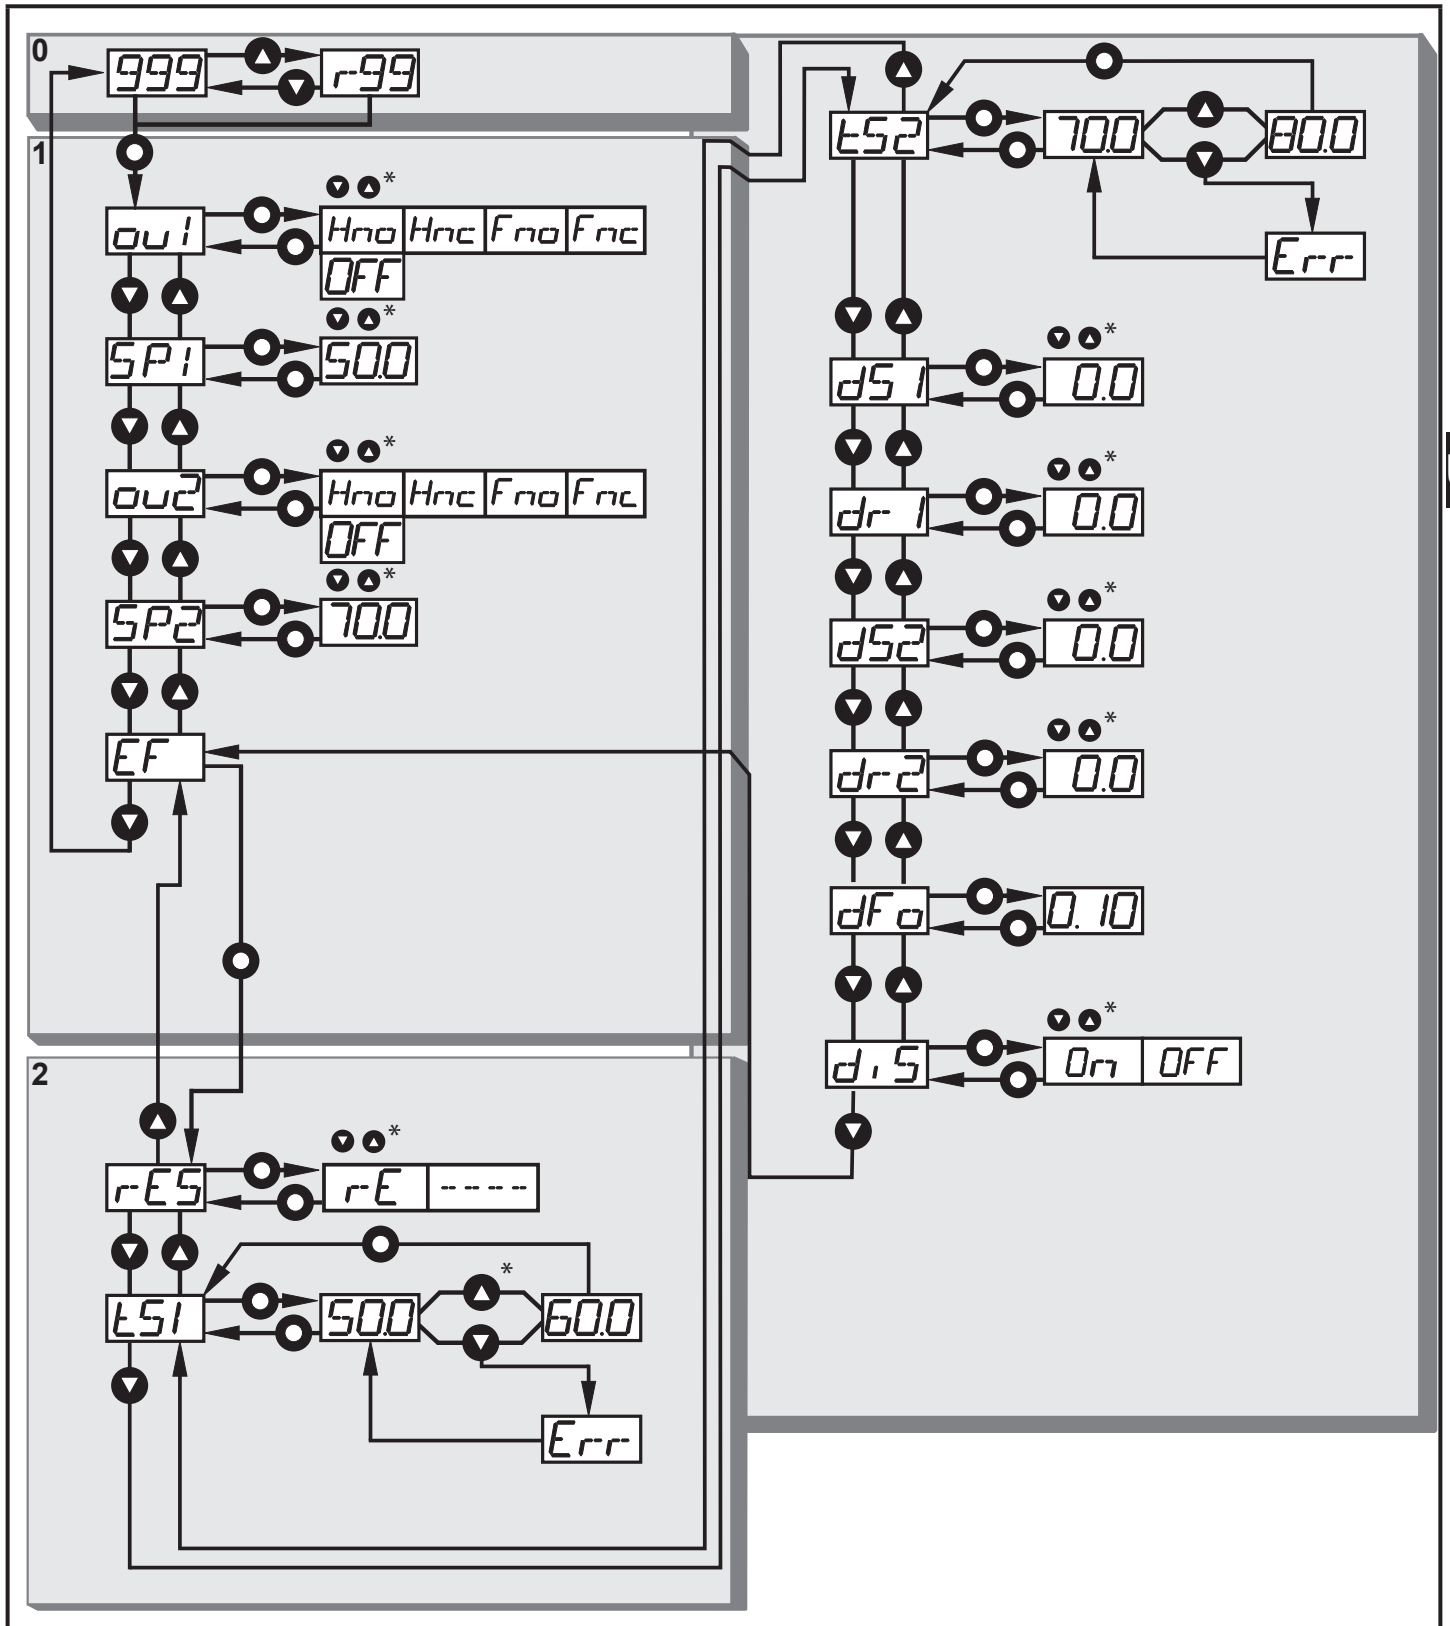 0
999 r99
1
*
ou1 Hno Hnc Fno Fnc
OFF
*
SP1 50.0
*
ou2 Hno Hnc Fno Fnc
OFF
*
SP2 70.0
EF
2
*
rES rE ----
*
tS1 50.0 60.0
Err
tS2 70.0 80.0
Err
*
dS1 0.0
*
dr1 0.0
*
dS2 0.0
*
dr2 0.0
dFo 0.10
*
diS On OFF